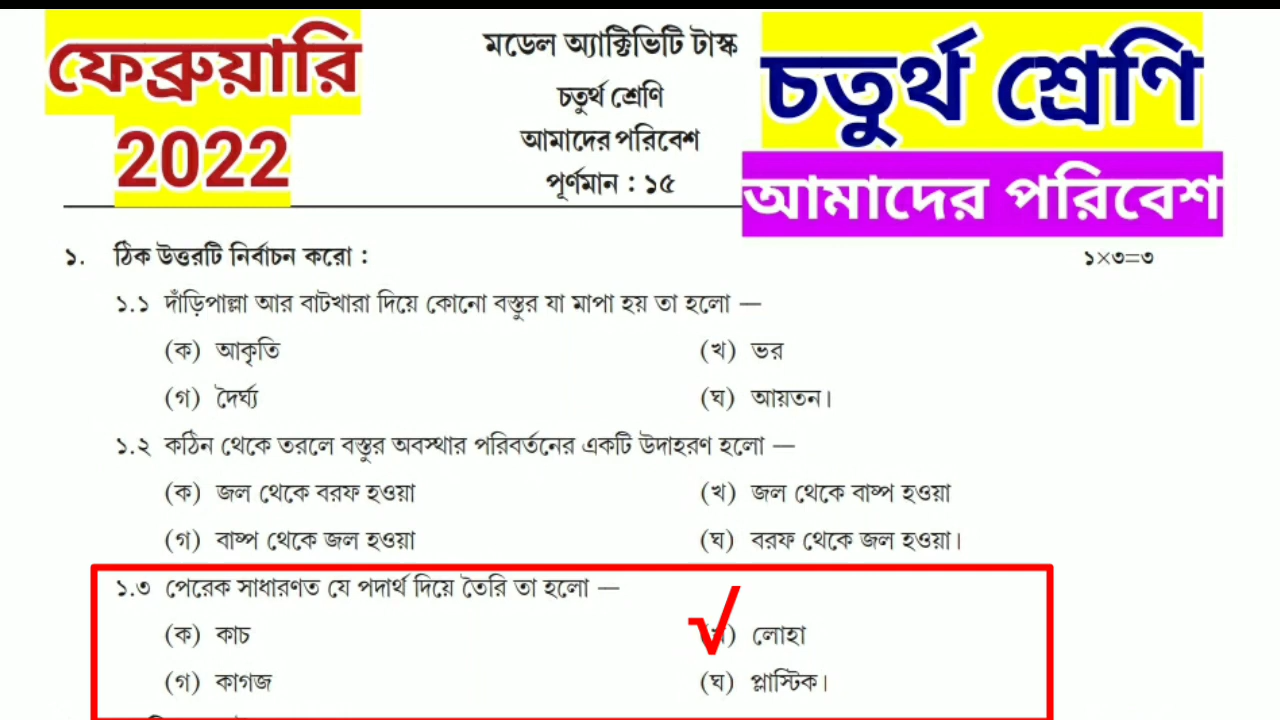 ফেব্রুয়ারি
2022
মডেল অ্যাক্টিভিটি টাস্ক
চতুর্থ শ্রেণি
আমাদের পরিবেশ
পূর্ণমান : ১৫
চতুর্থ শ্রেণি
আমাদের পরিবেশ
১. ঠিক উত্তরটি নির্বাচন করো : ১×৩=৩
১.১ দাঁড়িপাল্লা আর বাটখারা দিয়ে কোনো বস্তুর যা মাপা হয় তা হলো —
(ক) আকৃতি (খ) ভর
(গ) দৈর্ঘ্য (ঘ) আয়তন।
১.২ কঠিন থেকে তরলে বস্তুর অবস্থার পরিবর্তনের একটি উদাহরণ হলো —
(ক) জল থেকে বরফ হওয়া (খ) জল থেকে বাষ্প হওয়া
(গ) বাষ্প থেকে জল হওয়া (ঘ) বরফ থেকে জল হওয়া।
১.৩ পেরেক সাধারণত যে পদার্থ দিয়ে তৈরি তা হলো —
(ক) কাচ (খ) লোহা
(গ) কাগজ (ঘ) প্লাস্টিক।